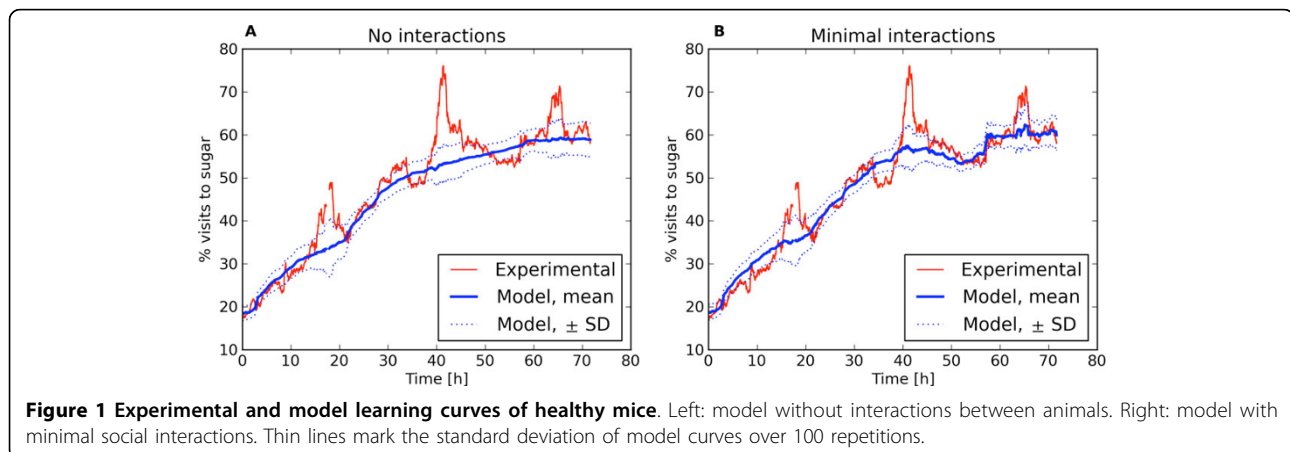 A
No interactions
80
70
60
50
40
30
20
10
% visits to sugar
Experimental
Model, mean
Model, ± SD
0 10 20 30 40 50 60 70 80
Time [h]
B
Minimal interactions
80
70
60
50
40
30
20
10
% visits to sugar
Experimental
Model, mean
Model, ± SD
0 10 20 30 40 50 60 70 80
Time [h]
Figure 1 Experimental and model learning curves of healthy mice. Left: model without interactions between animals. Right: model with
minimal social interactions. Thin lines mark the standard deviation of model curves over 100 repetitions.